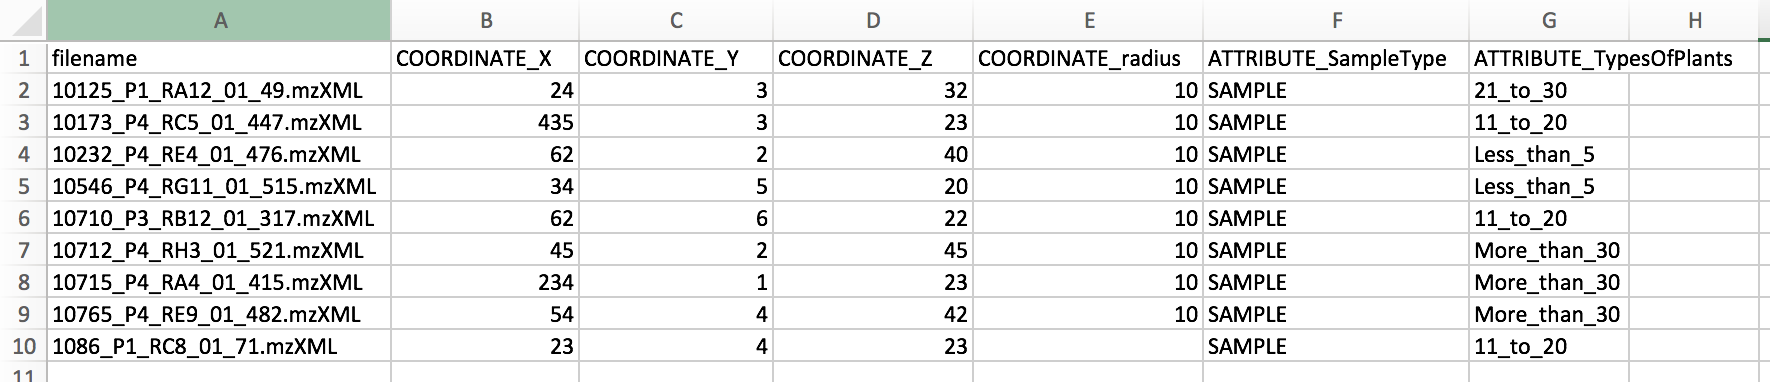 A B C D E F G H
1 filename COORDINATE_X COORDINATE_Y COORDINATE_Z COORDINATE_radius ATTRIBUTE_SampleType ATTRIBUTE_TypesOfPlants
2 10125_P1_RA12_01_49.mzXML 24 3 32 10 SAMPLE 21_to_30
3 10173_P4_RC5_01_447.mzXML 435 3 23 10 SAMPLE 11_to_20
4 10232_P4_RE4_01_476.mzXML 62 2 40 10 SAMPLE Less_than_5
5 10546_P4_RG11_01_515.mzXML 34 5 20 10 SAMPLE Less_than_5
6 10710_P3_RB12_01_317.mzXML 62 6 22 10 SAMPLE 11_to_20
7 10712_P4_RH3_01_521.mzXML 45 2 45 10 SAMPLE More_than_30
8 10715_P4_RA4_01_415.mzXML 234 1 23 10 SAMPLE More_than_30
9 10765_P4_RE9_01_482.mzXML 54 4 42 10 SAMPLE More_than_30
10 1086_P1_RC8_01_71.mzXML 23 4 23 SAMPLE 11_to_20
11